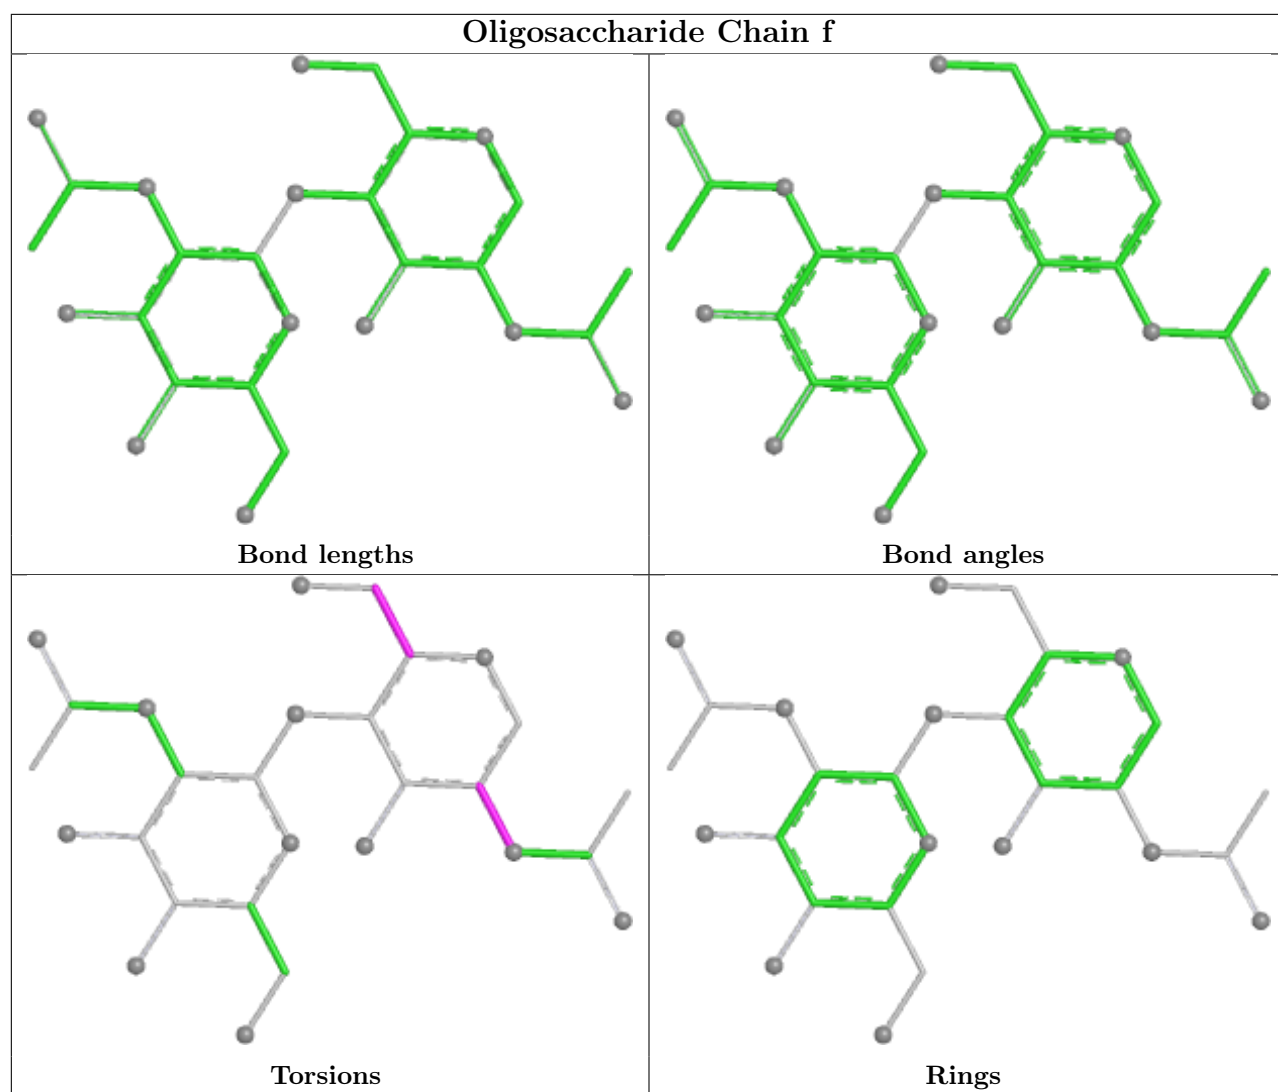 Oligosaccharide Chain f
Bond lengths
Bond angles
Torsions
Rings